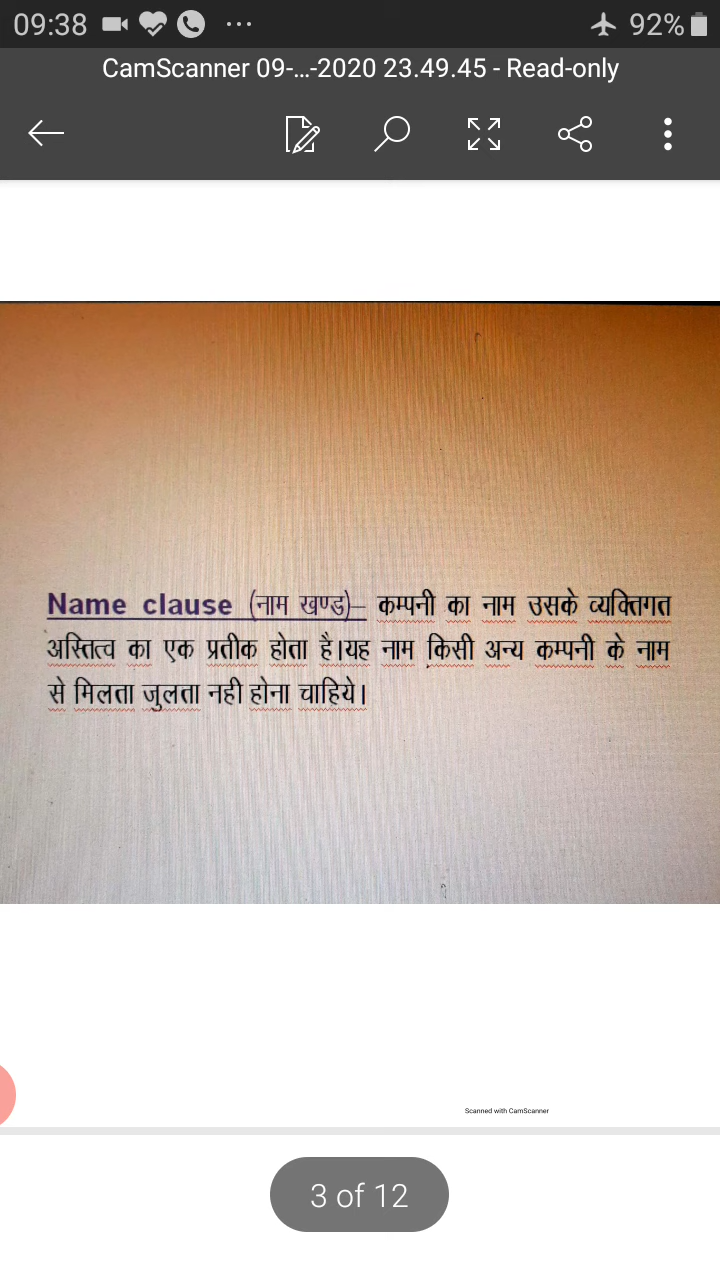 09:38 ... 92%
CamScanner 09-...-2020 23.49.45 - Read-only
Name clause (नाम खण्ड)– कम्पनी का नाम उसके व्यक्तिगत
अस्तित्व का एक प्रतीक होता है।यह नाम किसी अन्य कम्पनी के नाम
से मिलता जुलता नही होना चाहिये।
Scanned with CamScanner
3 of 12